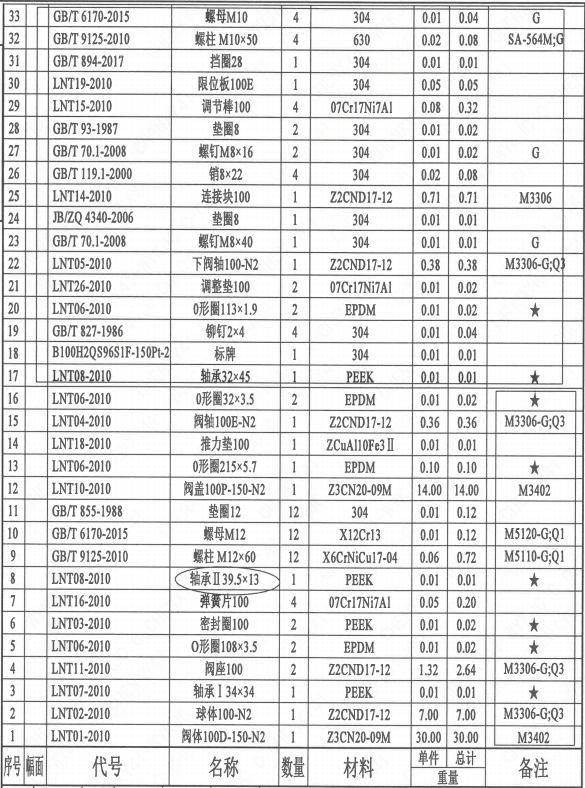 33 GB/T 6170-2015 螺母M10 4 304 0.01 0.04 G
32 GB/T 9125-2010 螺柱 M10×50 4 630 0.02 0.08 SA-564M;G
31 GB/T 894-2017 挡圈28 1 304 0.01 0.01
30 LNT19-2010 限位板100E 1 304 0.05 0.05
29 LNT15-2010 调节棒100 4 07Cr17Ni7Al 0.08 0.32
28 GB/T 93-1987 垫圈8 2 304 0.01 0.02
27 GB/T 70.1-2008 螺钉M8×16 2 304 0.01 0.02 G
26 GB/T 119.1-2000 销8×22 4 304 0.02 0.08
25 LNT14-2010 连接块100 1 Z2CND17-12 0.71 0.71 M3306
24 JB/ZQ 4340-2006 垫圈8 1 304 0.01 0.01
23 GB/T 70.1-2008 螺钉M8×40 1 304 0.01 0.01 G
22 LNT05-2010 下阀轴100-N2 1 Z2CND17-12 0.38 0.38 M3306-G;Q3
21 LNT26-2010 调整垫100 2 07Cr17Ni7Al 0.01 0.02
20 LNT06-2010 O形圈113×1.9 2 EPDM 0.01 0.02 ★
19 GB/T 827-1986 铆钉2×4 4 304 0.01 0.04
18 B100H2QS96S1F-150Pt-2 标牌 1 304 0.01 0.01
17 LNT08-2010 轴承32×45 1 PEEK 0.01 0.01 ★
16 LNT06-2010 O形圈32×3.5 2 EPDM 0.01 0.02 ★
15 LNT04-2010 阀轴100E-N2 1 Z2CND17-12 0.36 0.36 M3306-G;Q3
14 LNT18-2010 推力垫100 1 ZCuAl10Fe3Ⅱ 0.01 0.01
13 LNT06-2010 O形圈215×5.7 1 EPDM 0.10 0.10 ★
12 LNT10-2010 阀盖100P-150-N2 1 Z3CN20-09M 14.00 14.00 M3402
11 GB/T 855-1988 垫圈12 12 304 0.01 0.12
10 GB/T 6170-2015 螺母M12 12 X12Cr13 0.01 0.12 M5120-G;Q1
9 GB/T 9125-2010 螺柱 M12×60 12 X6CrNiCu17-04 0.06 0.72 M5110-G;Q1
8 LNT08-2010 轴承Ⅱ39.5×13 1 PEEK 0.01 0.01 ★
7 LNT16-2010 弹簧片100 4 07Cr17Ni7Al 0.05 0.20
6 LNT03-2010 密封圈100 2 PEEK 0.01 0.02 ★
5 LNT06-2010 O形圈108×3.5 2 EPDM 0.01 0.02 ★
4 LNT11-2010 阀座100 2 Z2CND17-12 1.32 2.64 M3306-G;Q3
3 LNT07-2010 轴承Ⅰ34×34 1 PEEK 0.01 0.01 ★
2 LNT02-2010 球体100-N2 1 Z2CND17-12 7.00 7.00 M3306-G;Q3
1 LNT01-2010 阀体100D-150-N2 1 Z3CN20-09M 30.00 30.00 M3402
序号 幅面 代号 名称 数量 材料 单件 总计 备注
重量